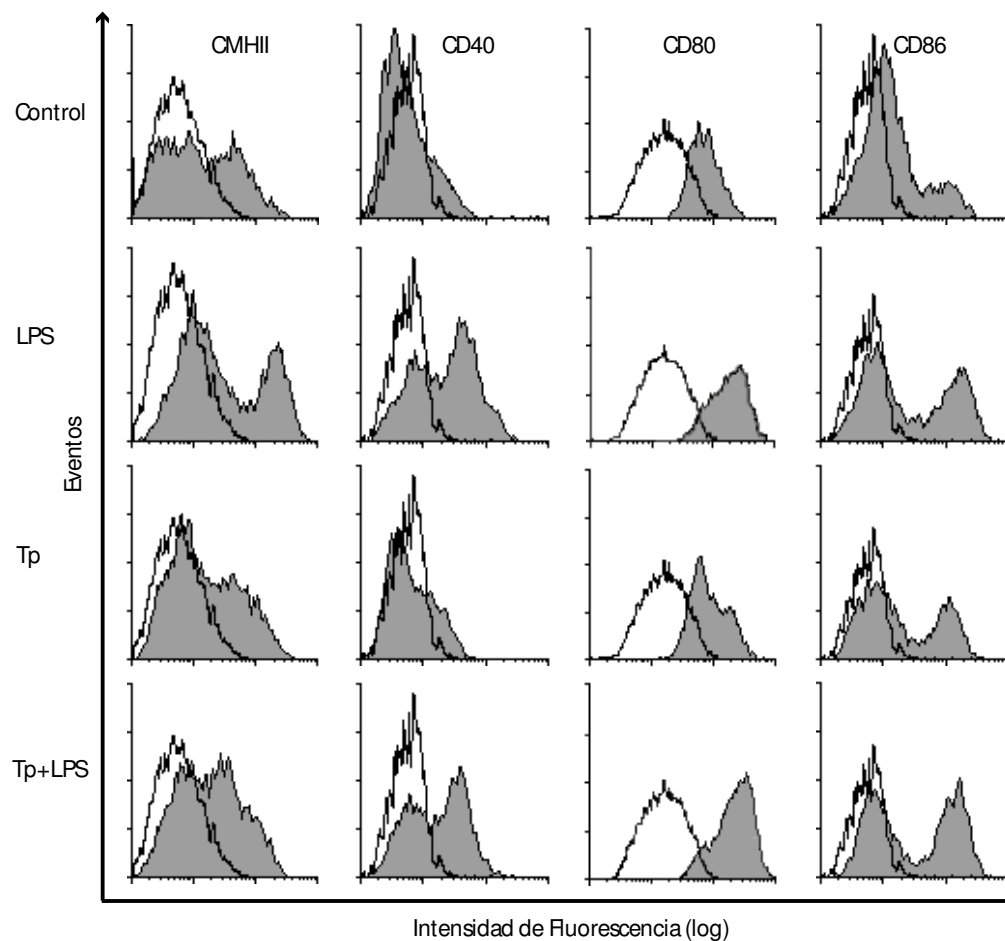 CMHII CD40 CD80 CD86
Control
LPS
Tp
Tp+LPS
Eventos
Intensidad de Fluorescencia (log)